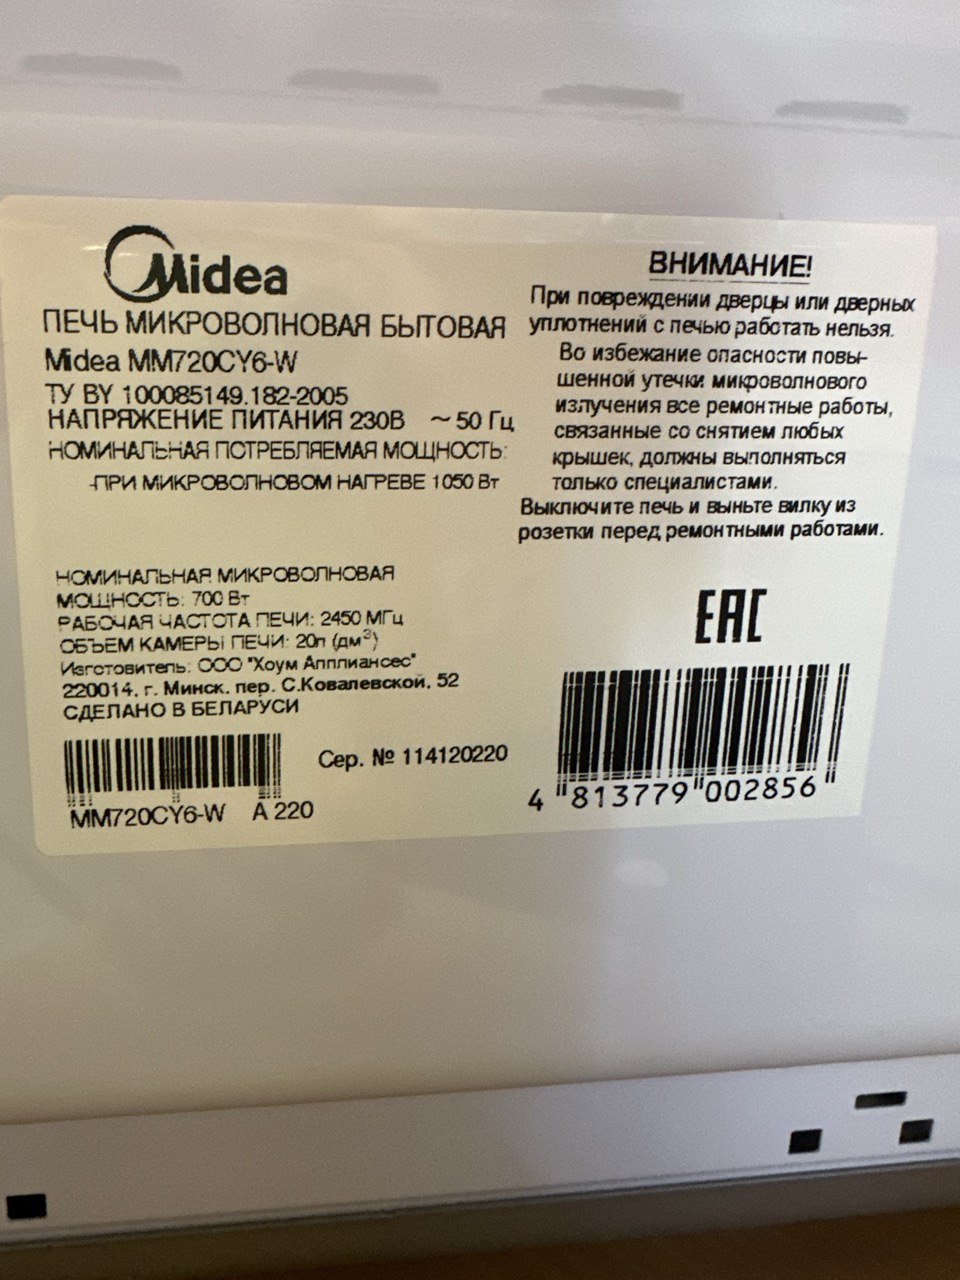 Midea
ПЕЧЬ МИКРОВОЛНОВАЯ БЫТОВАЯ
Midea MM720CY6-W
ТУ BY 100085149.182-2005
НАПРЯЖЕНИЕ ПИТАНИЯ 230В ~ 50 Гц
НОМИНАЛЬНАЯ ПОТРЕБЛЯЕМАЯ МОЩНОСТЬ:
-ПРИ МИКРОВОЛНОВОМ НАГРЕВЕ 1050 Вт
НОМИНАЛЬНАЯ МИКРОВОЛНОВАЯ
МОЩНОСТЬ: 700 Вт
РАБОЧАЯ ЧАСТОТА ПЕЧИ: 2450 МГц
ОБЪЕМ КАМЕРЫ ПЕЧИ: 20л (дм³)
Изготовитель: ООО "Хоум Апплиансес"
220014, г. Минск, пер. С.Ковалевской, 52
СДЕЛАНО В БЕЛАРУСИ
Сер. № 114120220
MM720CY6-W A 220
ВНИМАНИЕ!
При повреждении дверцы или дверных
уплотнений с печью работать нельзя.
Во избежание опасности повы-
шенной утечки микроволнового
излучения все ремонтные работы,
связанные со снятием любых
крышек, должны выполняться
только специалистами.
Выключите печь и выньте вилку из
розетки перед ремонтными работами.
EAC
4 813779 002856